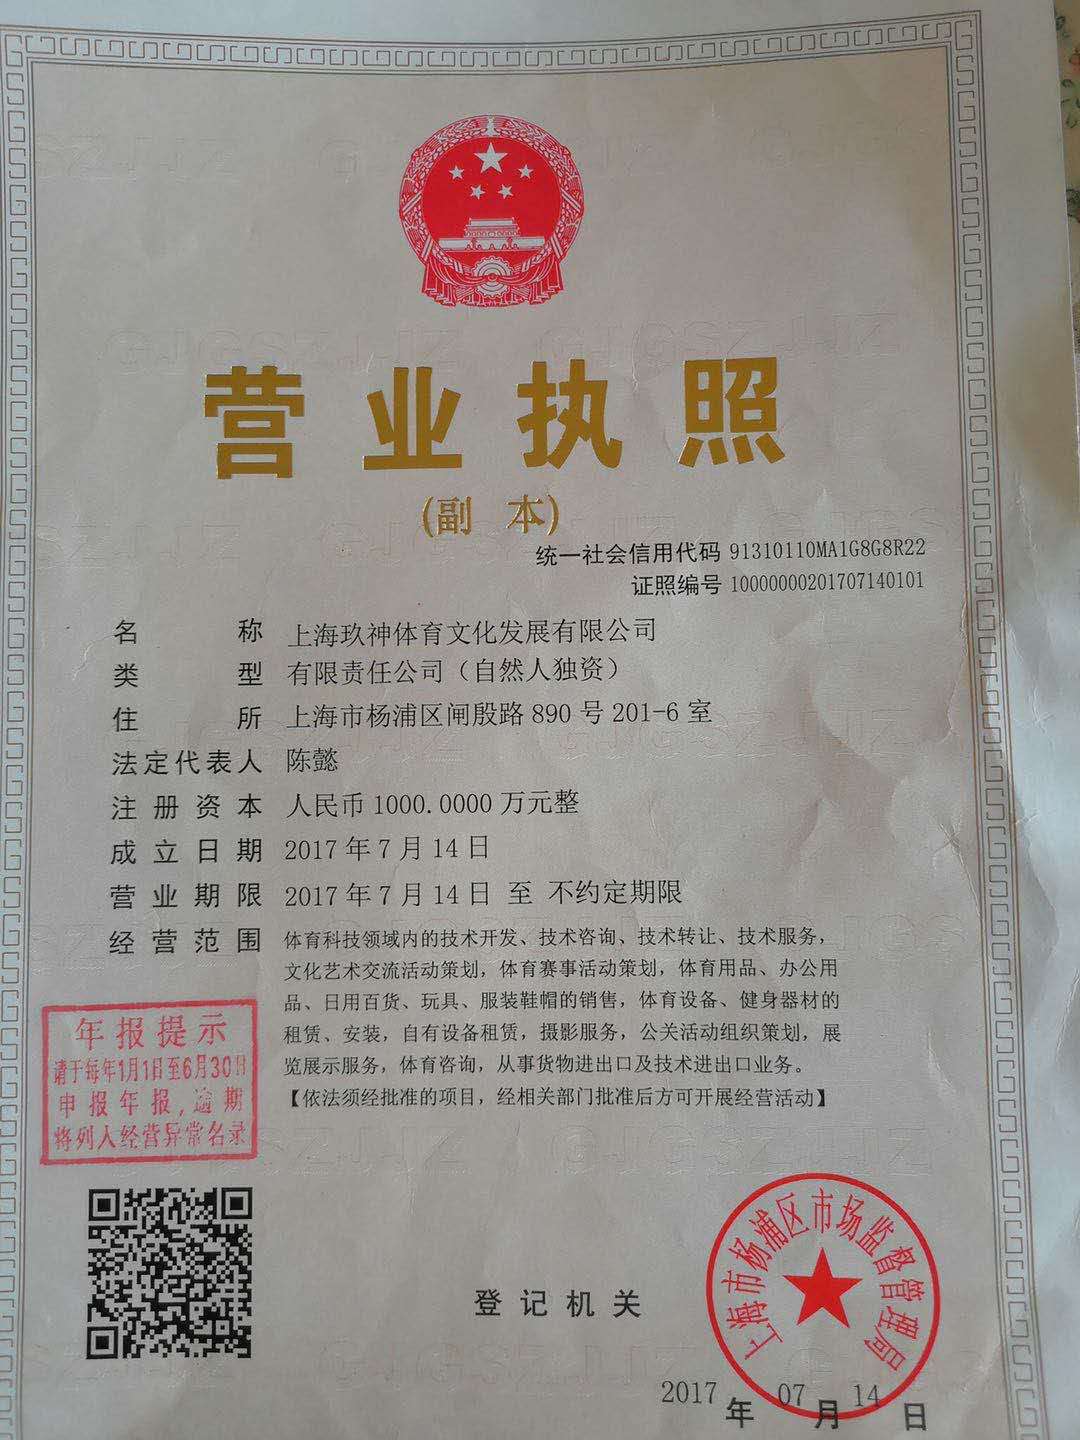 营业执照
(副 本)
统一社会信用代码 91310110MA1G8G8R22
证照编号 10000000201707140101
名称 上海玖神体育文化发展有限公司
类型 有限责任公司（自然人独资）
住所 上海市杨浦区闸殷路890号201-6室
法定代表人 陈懿
注册资本 人民币1000.0000万元整
成立日期 2017年7月14日
营业期限 2017年7月14日 至 不约定期限
经营范围 体育科技领域内的技术开发、技术咨询、技术转让、技术服务，
文化艺术交流活动策划，体育赛事活动策划，体育用品、办公用
品、日用百货、玩具、服装鞋帽的销售，体育设备、健身器材的
租赁、安装，自有设备租赁，摄影服务，公关活动组织策划，展
览展示服务，体育咨询，从事货物进出口及技术进出口业务。
【依法须经批准的项目，经相关部门批准后方可开展经营活动】
年报提示
请于每年1月1日至6月30日
申报年报，逾期
将列入经营异常名录
登记机关
上海市杨浦区市场监督管理局
2017年07月14日